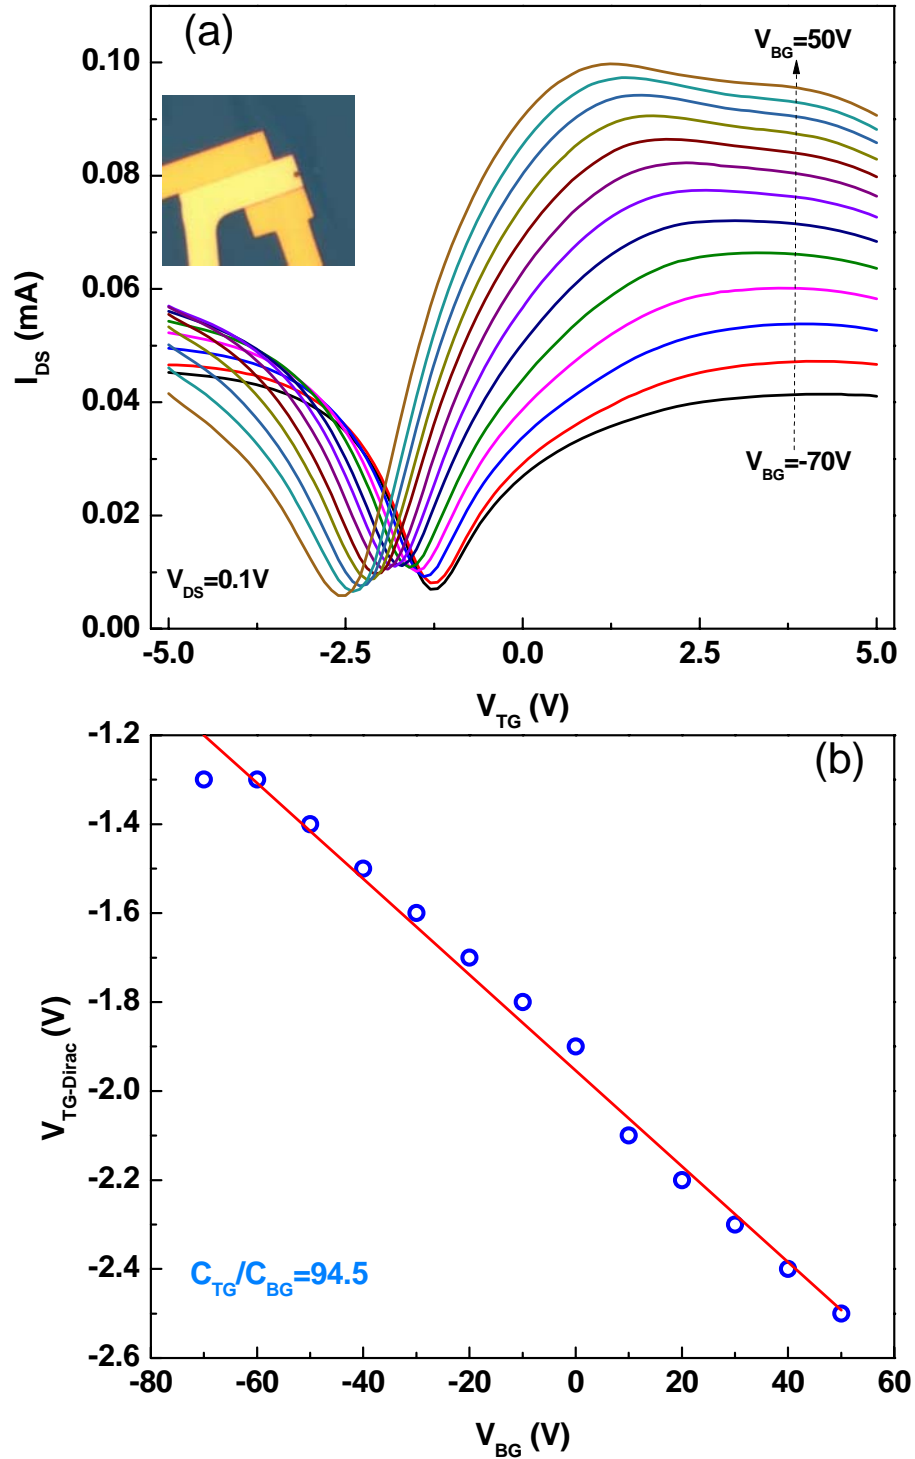 (a)
V_BG=50V
0.10
0.08
0.06
0.04
0.02
0.00
I_DS (mA)
V_BG=-70V
V_DS=0.1V
-5.0 -2.5 0.0 2.5 5.0
V_TG (V)
(b)
-1.2
-1.4
-1.6
-1.8
-2.0
-2.2
-2.4
-2.6
V_TG-Dirac (V)
C_TG/C_BG=94.5
-80 -60 -40 -20 0 20 40 60
V_BG (V)